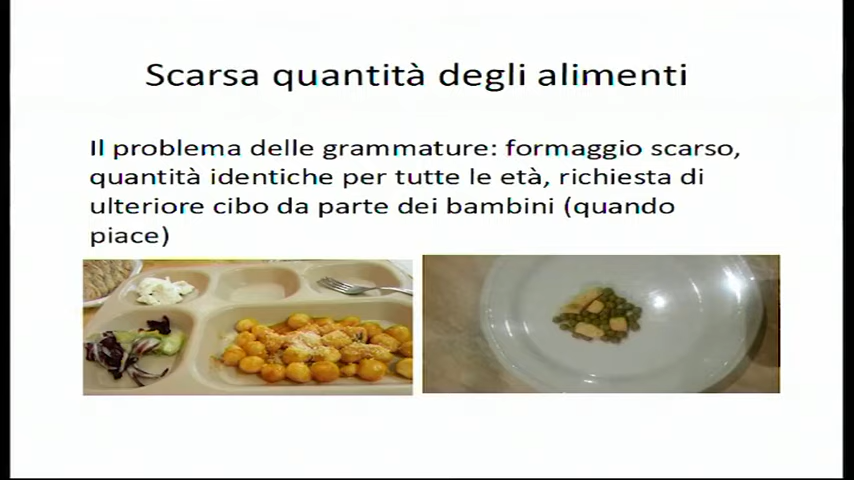 Scarsa quantità degli alimenti
Il problema delle grammature: formaggio scarso,
quantità identiche per tutte le età, richiesta di
ulteriore cibo da parte dei bambini (quando
piace)